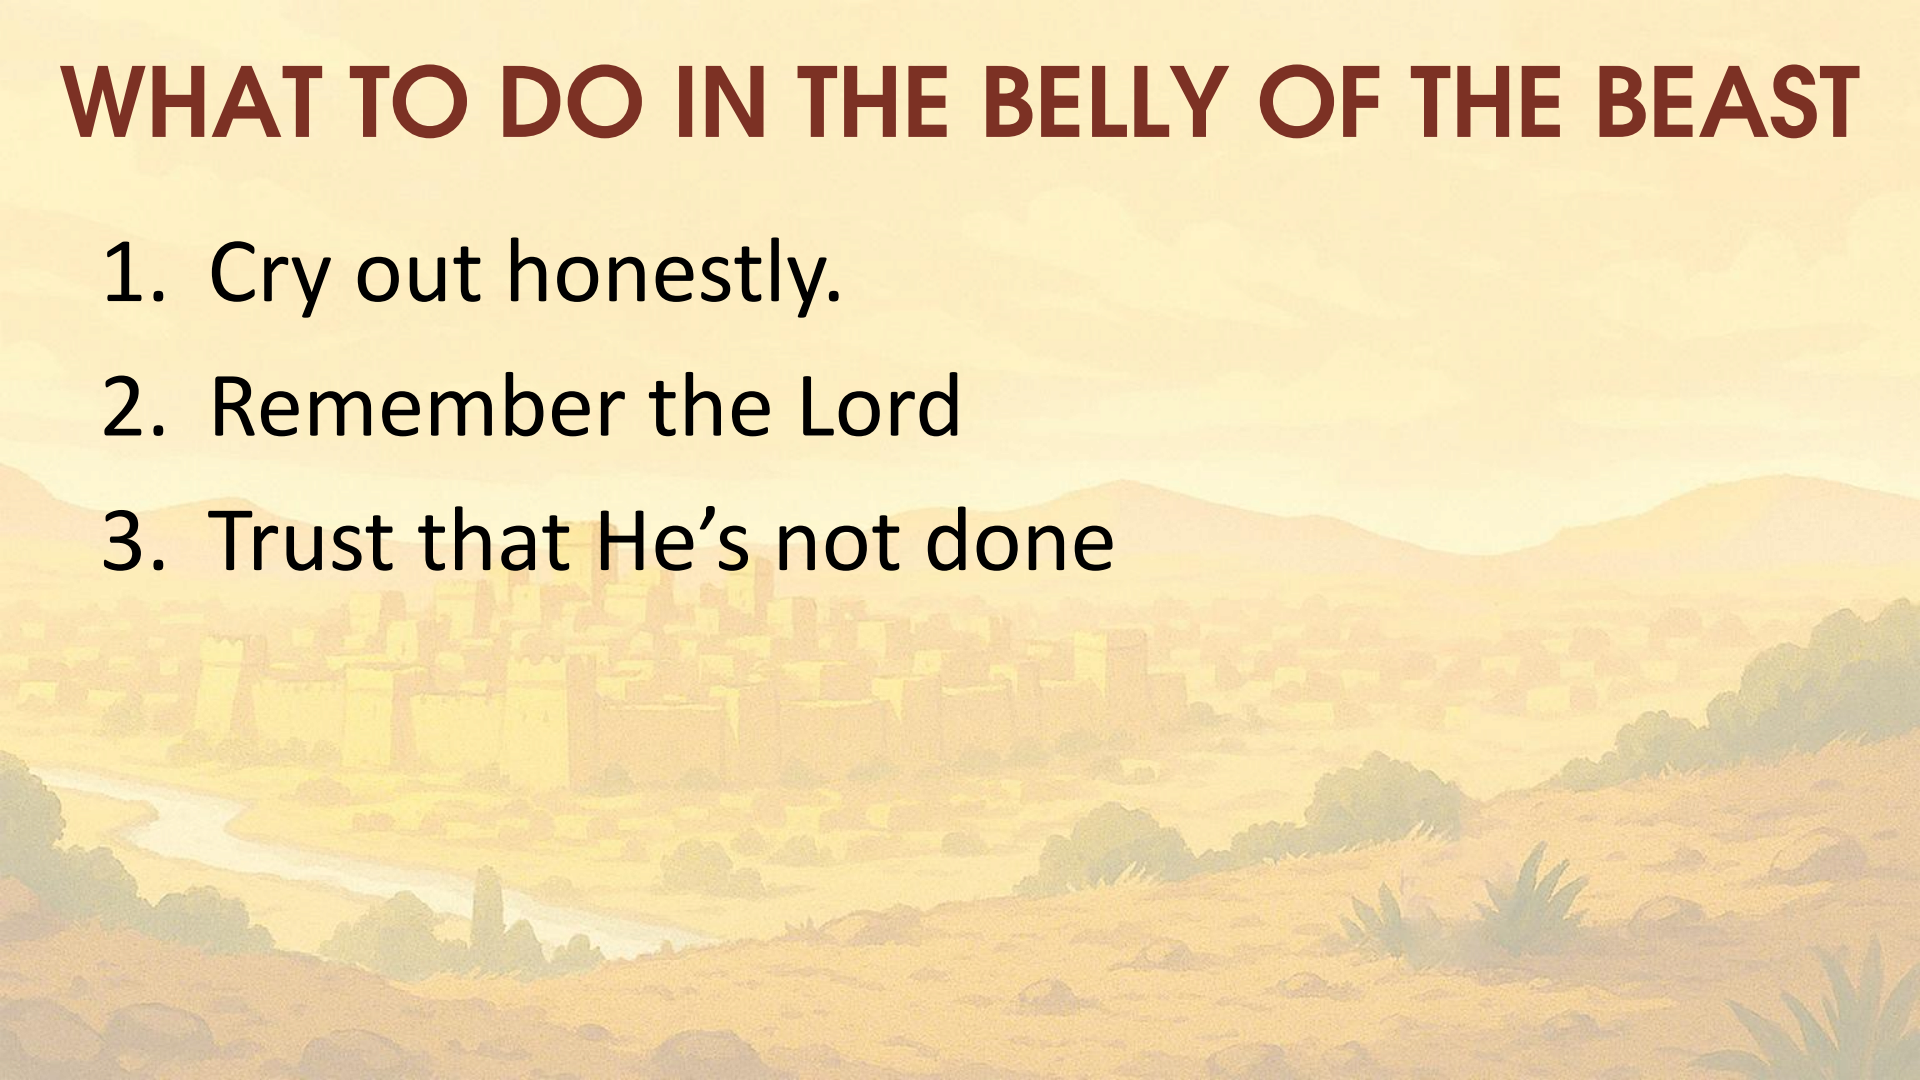 WHAT TO DO IN THE BELLY OF THE BEAST
1. Cry out honestly.
2. Remember the Lord
3. Trust that He’s not done